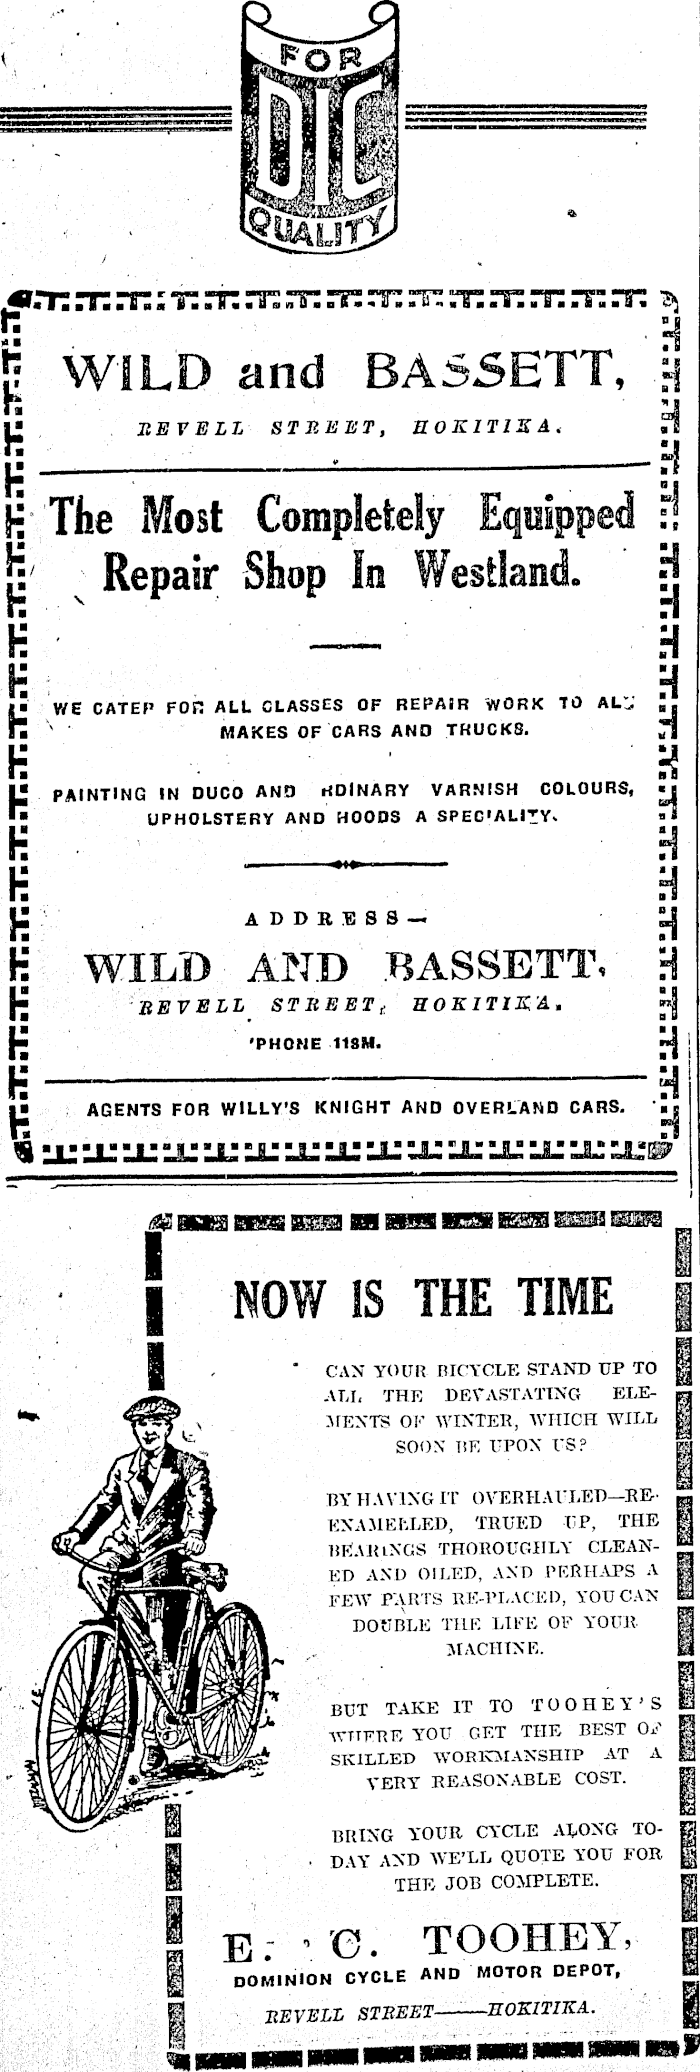 FOR
DIC
QUALITY
WILD and BASSETT,
REVELL STREET, HOKITIKA.
The Most Completely Equipped
Repair Shop In Westland.
WE CATER FOR ALL CLASSES OF REPAIR WORK TO ALL
MAKES OF CARS AND TRUCKS.
PAINTING IN DUCO AND RDINARY VARNISH COLOURS,
UPHOLSTERY AND HOODS A SPECIALITY.
ADDRESS—
WILD AND BASSETT,
REVELL STREET, HOKITIKA.
'PHONE 118M.
AGENTS FOR WILLY'S KNIGHT AND OVERLAND CARS.
NOW IS THE TIME
CAN YOUR BICYCLE STAND UP TO
ALL THE DEVASTATING ELE-
MENTS OF WINTER, WHICH WILL
SOON BE UPON US?
BY HAVING IT OVERHAULED—RE-
ENAMELLED, TRUED UP, THE
BEARINGS THOROUGHLY CLEAN-
ED AND OILED, AND PERHAPS A
FEW PARTS RE-PLACED, YOU CAN
DOUBLE THE LIFE OF YOUR
MACHINE.
BUT TAKE IT TO TOOHEY'S
WHERE YOU GET THE BEST OF
SKILLED WORKMANSHIP AT A
VERY REASONABLE COST.
BRING YOUR CYCLE ALONG TO-
DAY AND WE'LL QUOTE YOU FOR
THE JOB COMPLETE.
E. C. TOOHEY,
DOMINION CYCLE AND MOTOR DEPOT,
REVELL STREET——HOKITIKA.